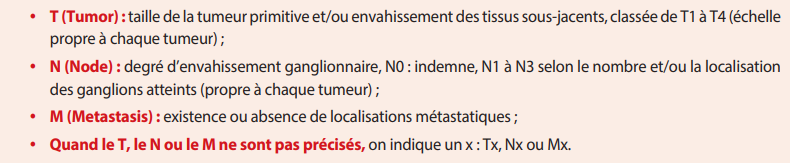 • T (Tumor) : taille de la tumeur primitive et/ou envahissement des tissus sous-jacents, classée de T1 à T4 (échelle
propre à chaque tumeur) ;
• N (Node) : degré d'envahissement ganglionnaire, N0 : indemne, N1 à N3 selon le nombre et/ou la localisation
des ganglions atteints (propre à chaque tumeur) ;
• M (Metastasis) : existence ou absence de localisations métastatiques ;
• Quand le T, le N ou le M ne sont pas précisés, on indique un x : Tx, Nx ou Mx.